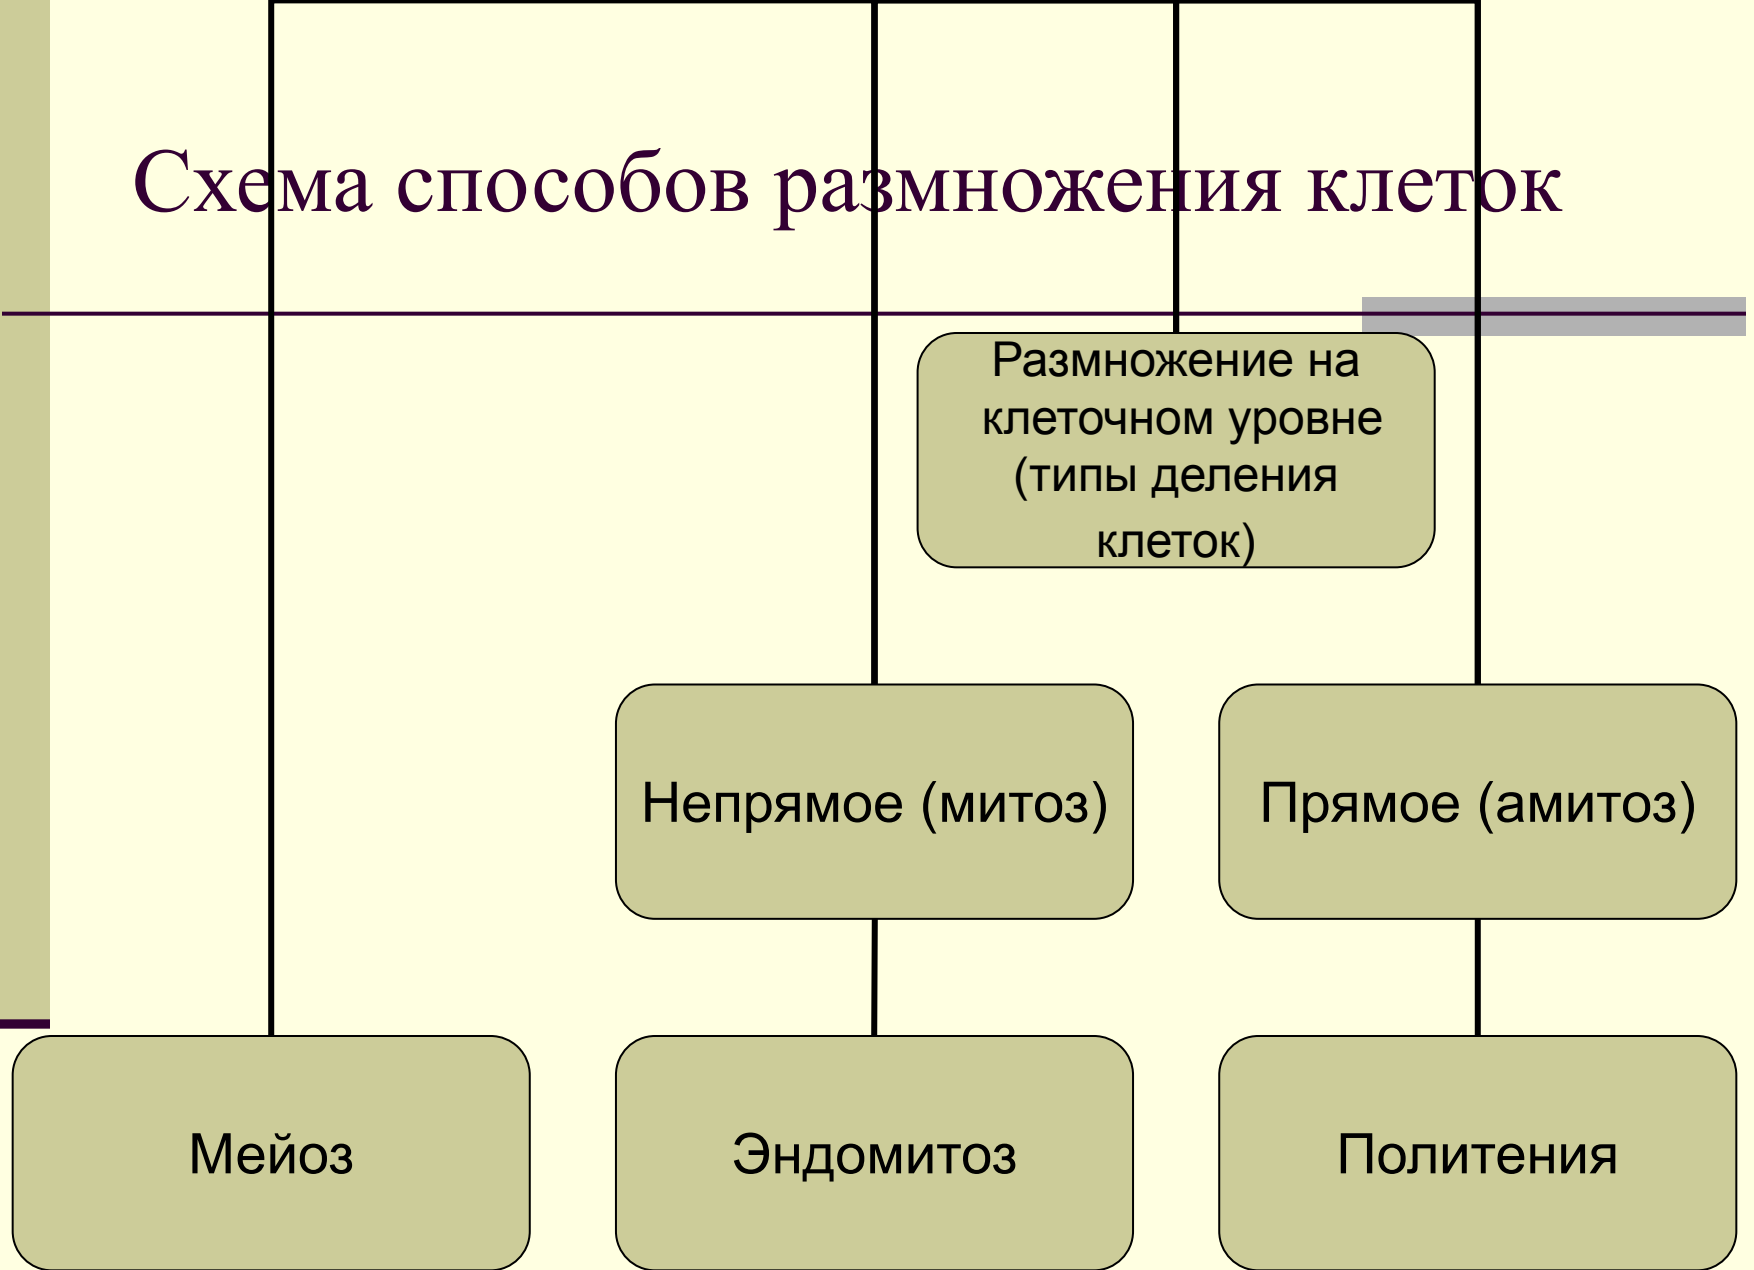 Схема способов размножения клеток
Размножение на
клеточном уровне
(типы деления
клеток)
Непрямое (митоз)
Прямое (амитоз)
Мейоз
Эндомитоз
Политения